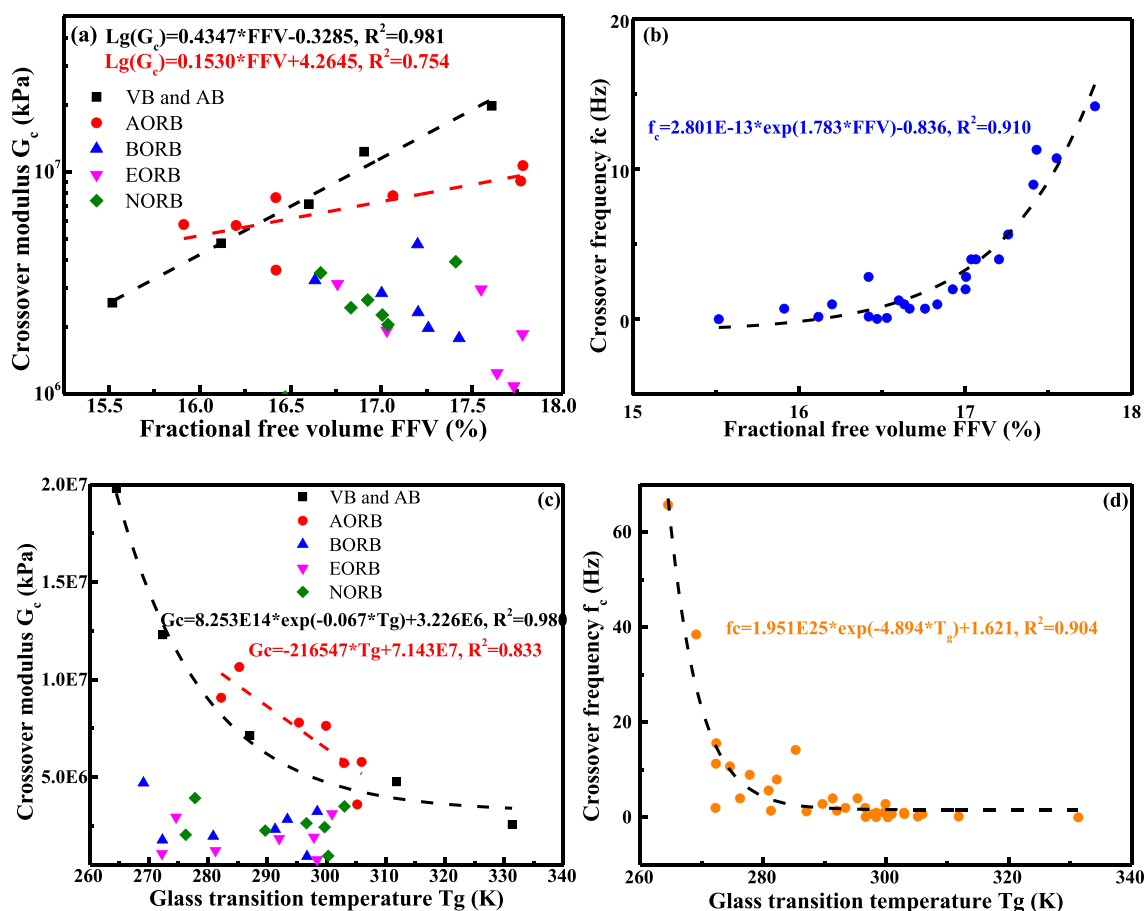 (a)
Lg(G_c)=0.4347*FFV-0.3285, R²=0.981
Lg(G_c)=0.1530*FFV+4.2645, R²=0.754
VB and AB
AORB
BORB
EORB
NORB
Crossover modulus G_c (kPa)
10⁷
10⁶
15.5 16.0 16.5 17.0 17.5 18.0
Fractional free volume FFV (%)
(b)
f_c=2.801E-13*exp(1.783*FFV)-0.836, R²=0.910
Crossover frequency fc (Hz)
20
10
0
15 16 17 18
Fractional free volume FFV (%)
(c)
VB and AB
AORB
BORB
EORB
NORB
Gc=8.253E14*exp(-0.067*Tg)+3.226E6, R²=0.980
Gc=-216547*Tg+7.143E7, R²=0.833
Crossover modulus G_c (kPa)
2.0E7
1.5E7
1.0E7
5.0E6
260 270 280 290 300 310 320 330 340
Glass transition temperature Tg (K)
(d)
fc=1.951E25*exp(-4.894*T_g)+1.621, R²=0.904
Crossover frequency f_c (Hz)
60
40
20
0
260 280 300 320 340
Glass transition temperature Tg (K)